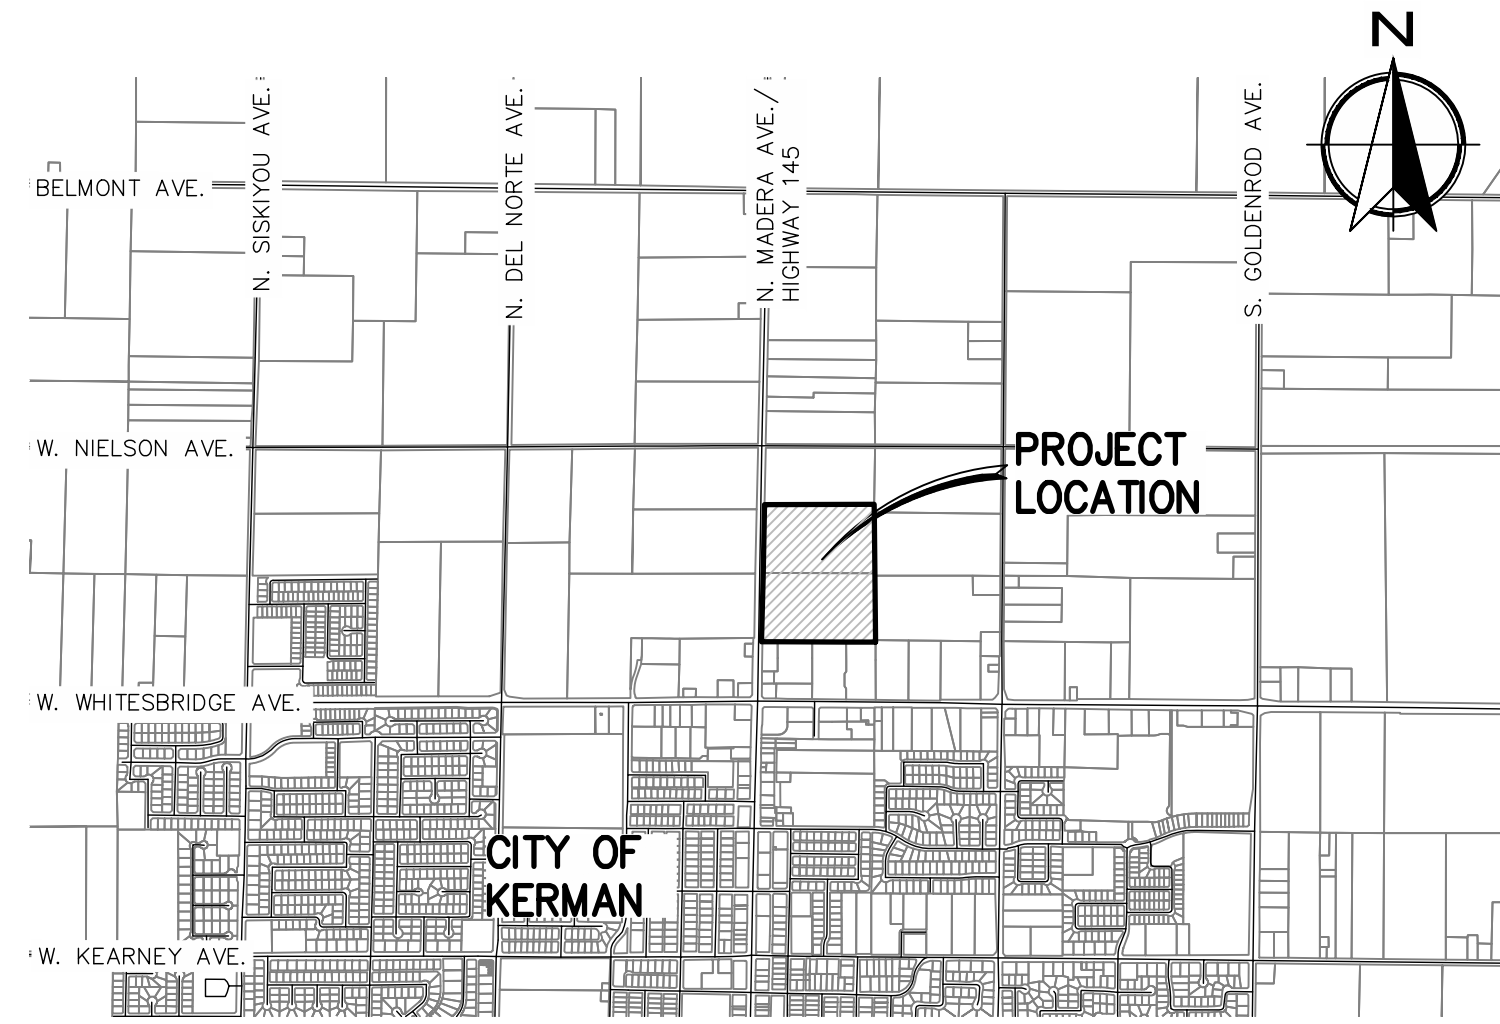 N
N. SISKIYOU AVE.
N. DEL NORTE AVE.
N. MADERA AVE./
HIGHWAY 145
S. GOLDENROD AVE.
BELMONT AVE.
W. NIELSON AVE.
PROJECT
LOCATION
W. WHITESBRIDGE AVE.
CITY OF
KERMAN
W. KEARNEY AVE.